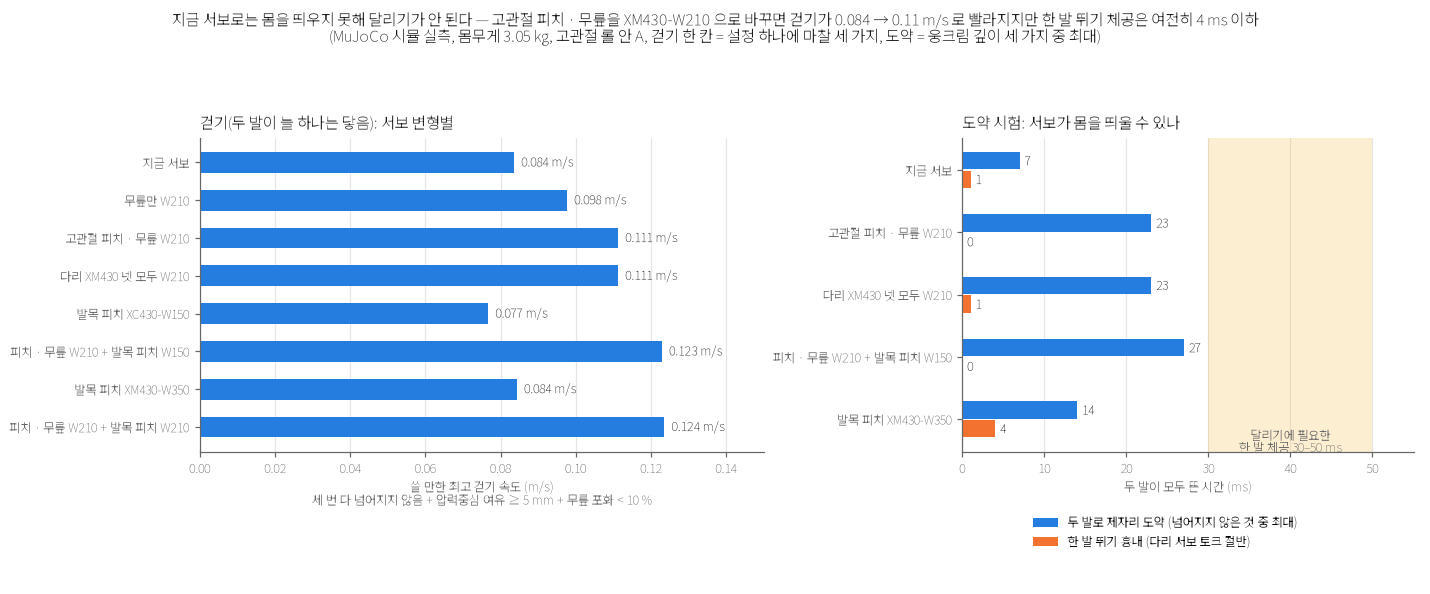 지금 서보로는 몸을 띄우지 못해 달리기가 안 된다 — 고관절 피치 · 무릎을 XM430-W210 으로 바꾸면 걷기가 0.084 → 0.11 m/s 로 빨라지지만 한 발 뛰기 체공은 여전히 4 ms 이하
(MuJoCo 시뮬 실측, 몸무게 3.05 kg, 고관절 롤 안 A, 걷기 한 칸 = 설정 하나에 마찰 세 가지, 도약 = 웅크림 깊이 세 가지 중 최대)
걷기(두 발이 늘 하나는 닿음): 서보 변형별
지금 서보
0.084 m/s
무릎만 W210
0.098 m/s
고관절 피치 · 무릎 W210
0.111 m/s
다리 XM430 넷 모두 W210
0.111 m/s
발목 피치 XC430-W150
0.077 m/s
피치 · 무릎 W210 + 발목 피치 W150
0.123 m/s
발목 피치 XM430-W350
0.084 m/s
피치 · 무릎 W210 + 발목 피치 W210
0.124 m/s
0.00 0.02 0.04 0.06 0.08 0.10 0.12 0.14
쓸 만한 최고 걷기 속도 (m/s)
세 번 다 넘어지지 않음 + 압력중심 여유 ≥ 5 mm + 무릎 포화 < 10 %
도약 시험: 서보가 몸을 띄울 수 있나
지금 서보
7
1
고관절 피치 · 무릎 W210
23
0
다리 XM430 넷 모두 W210
23
1
피치 · 무릎 W210 + 발목 피치 W150
27
0
발목 피치 XM430-W350
14
4
달리기에 필요한
한 발 체공 30–50 ms
0 10 20 30 40 50
두 발이 모두 뜬 시간 (ms)
두 발로 제자리 도약 (넘어지지 않은 것 중 최대)
한 발 뛰기 흉내 (다리 서보 토크 절반)